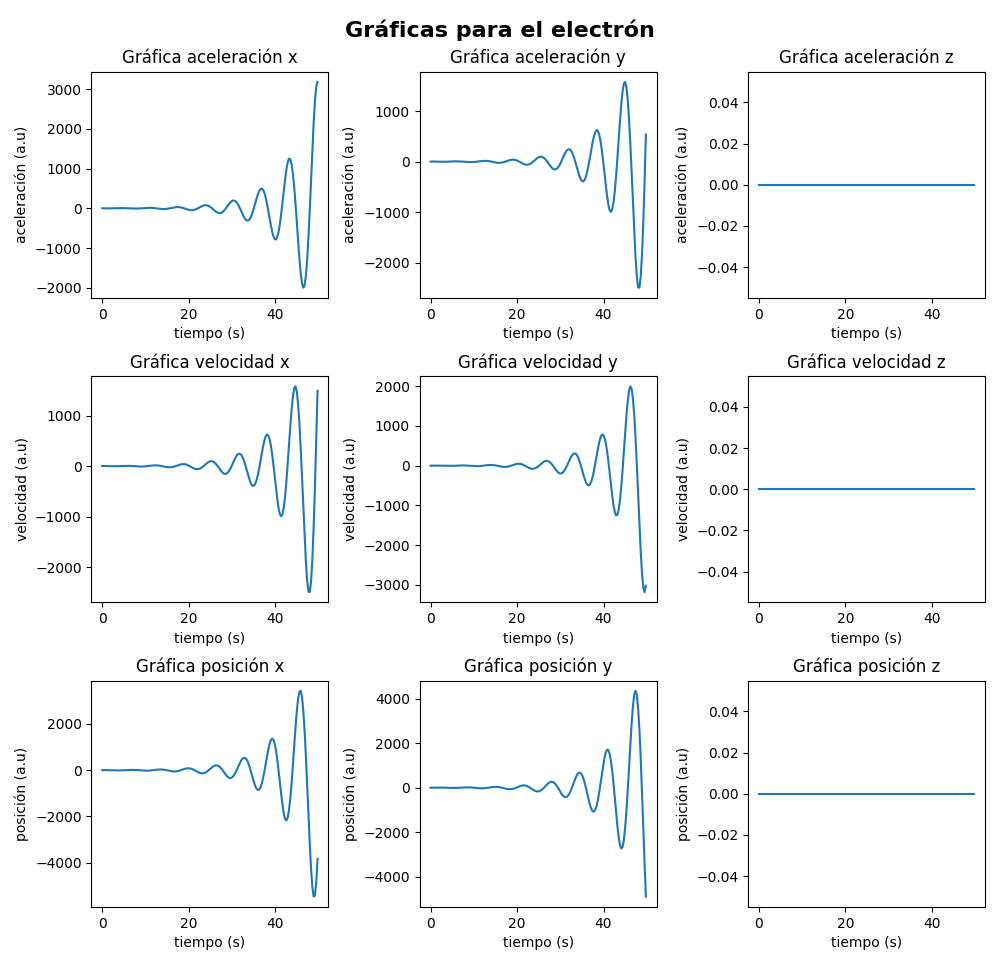 Gráficas para el electrón
Gráfica aceleración x
aceleración (a.u)
3000
2000
1000
0
−1000
−2000
0 20 40
tiempo (s)
Gráfica aceleración y
aceleración (a.u)
1000
0
−1000
−2000
0 20 40
tiempo (s)
Gráfica aceleración z
aceleración (a.u)
0.04
0.02
0.00
−0.02
−0.04
0 20 40
tiempo (s)
Gráfica velocidad x
velocidad (a.u)
1000
0
−1000
−2000
0 20 40
tiempo (s)
Gráfica velocidad y
velocidad (a.u)
2000
1000
0
−1000
−2000
−3000
0 20 40
tiempo (s)
Gráfica velocidad z
velocidad (a.u)
0.04
0.02
0.00
−0.02
−0.04
0 20 40
tiempo (s)
Gráfica posición x
posición (a.u)
2000
0
−2000
−4000
0 20 40
tiempo (s)
Gráfica posición y
posición (a.u)
4000
2000
0
−2000
−4000
0 20 40
tiempo (s)
Gráfica posición z
posición (a.u)
0.04
0.02
0.00
−0.02
−0.04
0 20 40
tiempo (s)